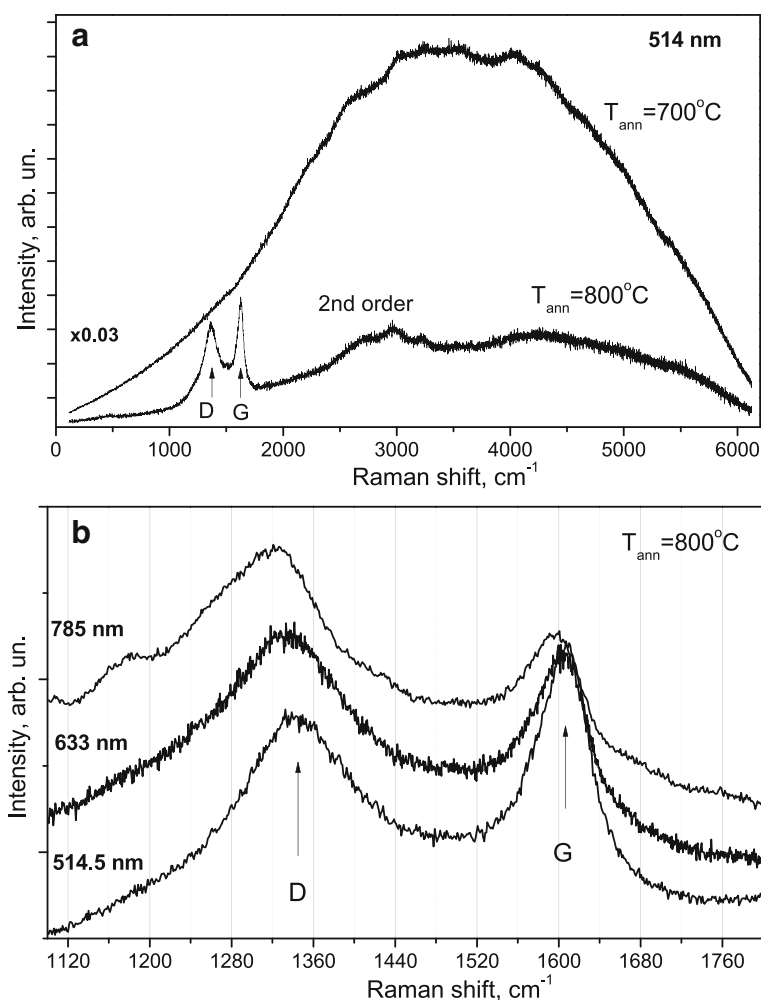 a
514 nm
T_ann=700°C
2nd order
T_ann=800°C
x0.03
D
G
Intensity, arb. un.
0 1000 2000 3000 4000 5000 6000
Raman shift, cm⁻¹
b
T_ann=800°C
785 nm
633 nm
514.5 nm
D
G
Intensity, arb. un.
1120 1200 1280 1360 1440 1520 1600 1680 1760
Raman shift, cm⁻¹